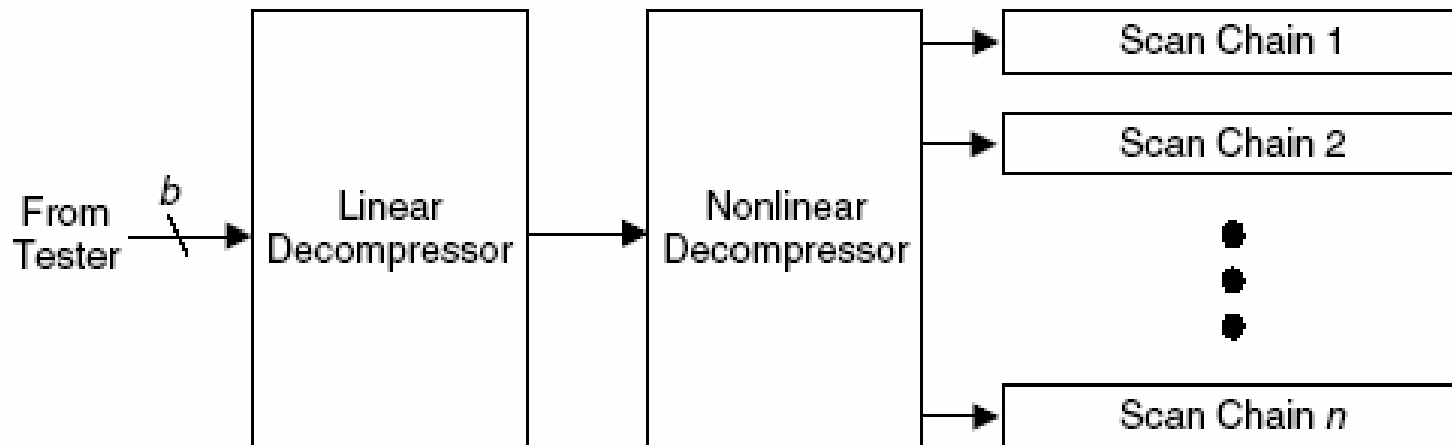 From
Tester
b
Linear
Decompressor
Nonlinear
Decompressor
Scan Chain 1
Scan Chain 2
Scan Chain n